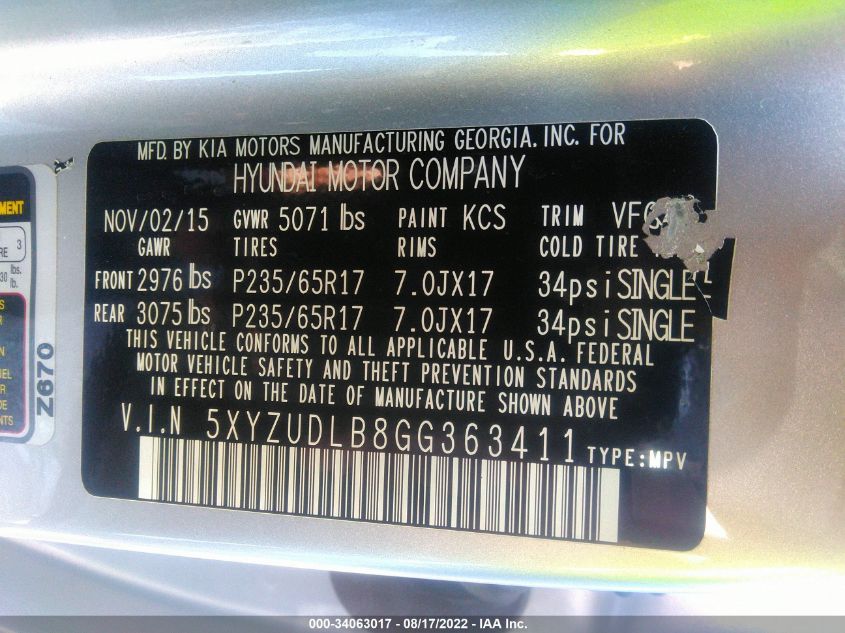 MFD. BY KIA MOTORS MANUFACTURING GEORGIA. INC. FOR
HYUNDAI MOTOR COMPANY
NOV/02/15 GVWR 5071 lbs PAINT KCS TRIM
GAWR TIRES RIMS COLD TIRE
FRONT 2976 lbs P235/65R17 7.0JX17 34psi SINGLE
REAR 3075 lbs P235/65R17 7.0JX17 34psi SINGLE
THIS VEHICLE CONFORMS TO ALL APPLICABLE U.S.A. FEDERAL
MOTOR VEHICLE SAFETY AND THEFT PREVENTION STANDARDS
IN EFFECT ON THE DATE OF MANUFACTURE SHOWN ABOVE
V.I.N 5XYZUDLB8GG363411 TYPE:MPV
Z670
000-34063017 - 08/17/2022 - IAA Inc.